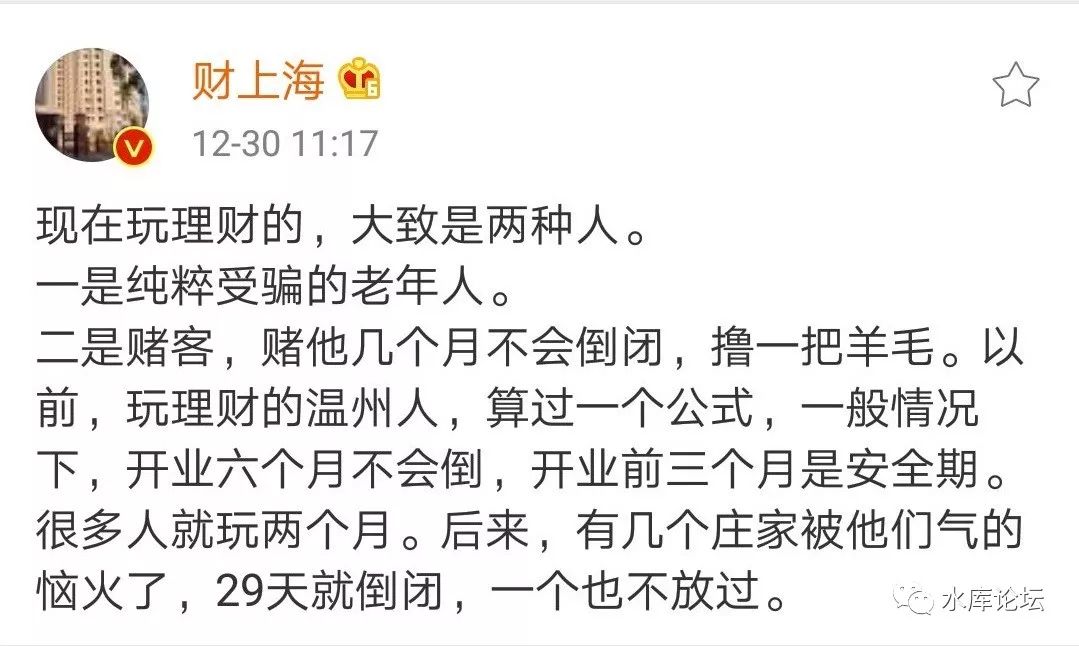 财上海
12-30 11:17
现在玩理财的，大致是两种人。
一是纯粹受骗的老年人。
二是赌客，赌他几个月不会倒闭，撸一把羊毛。以
前，玩理财的温州人，算过一个公式，一般情况
下，开业六个月不会倒，开业前三个月是安全期。
很多人就玩两个月。后来，有几个庄家被他们气的
恼火了，29天就倒闭，一个也不放过。
水库论坛